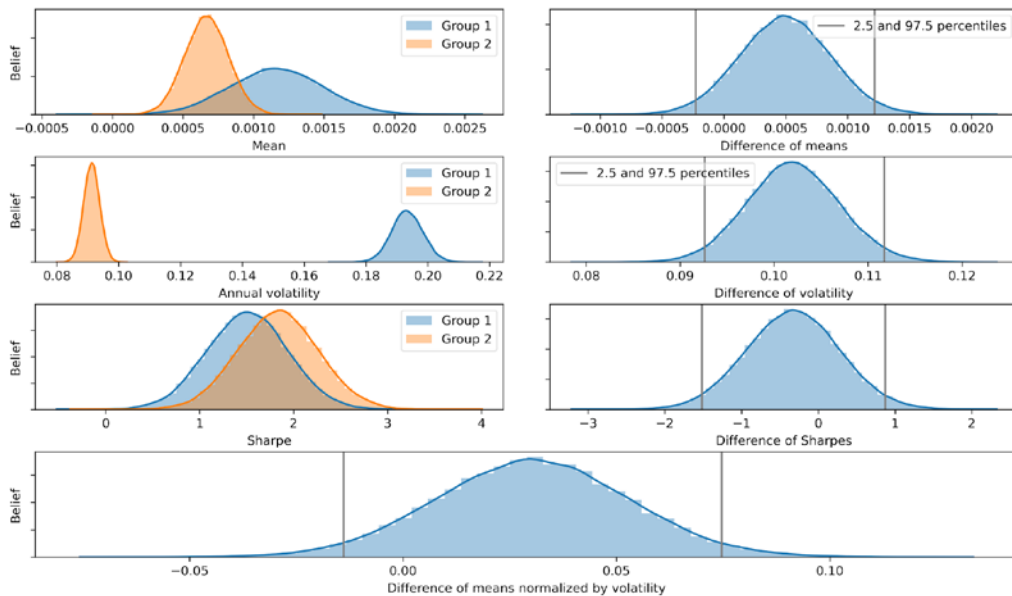 Belief
Group 1
Group 2
−0.0005 0.0000 0.0005 0.0010 0.0015 0.0020 0.0025
Mean
2.5 and 97.5 percentiles
−0.0010 −0.0005 0.0000 0.0005 0.0010 0.0015 0.0020
Difference of means
Belief
Group 1
Group 2
0.08 0.10 0.12 0.14 0.16 0.18 0.20 0.22
Annual volatility
2.5 and 97.5 percentiles
0.08 0.09 0.10 0.11 0.12
Difference of volatility
Belief
Group 1
Group 2
0 1 2 3 4
Sharpe
−3 −2 −1 0 1 2
Difference of Sharpes
Belief
−0.05 0.00 0.05 0.10
Difference of means normalized by volatility